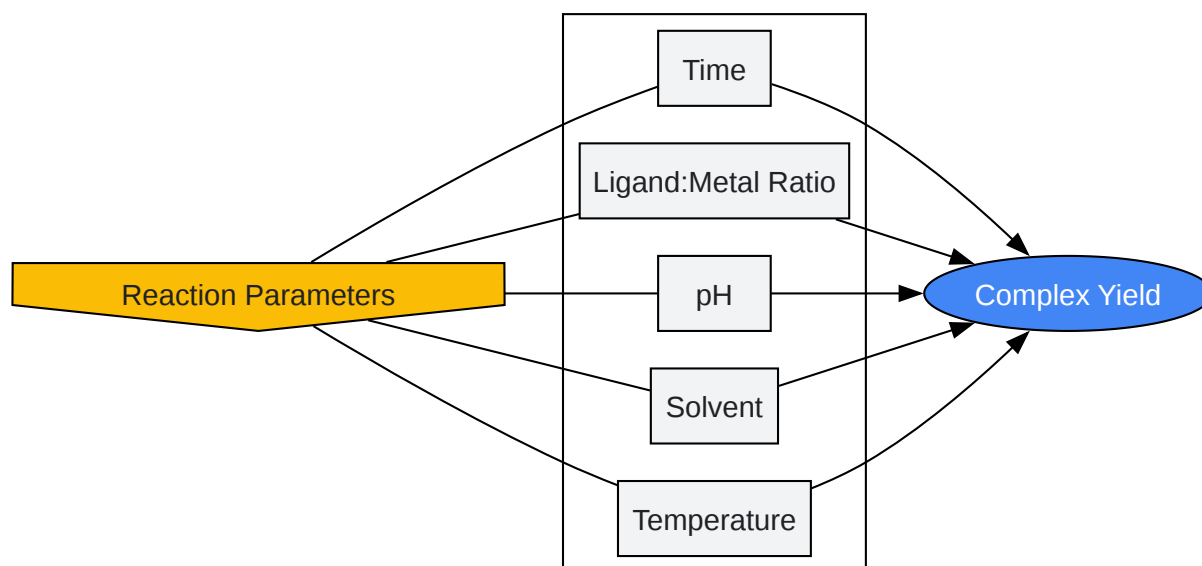 Time
Ligand:Metal Ratio
Reaction Parameters
pH
Complex Yield
Solvent
Temperature